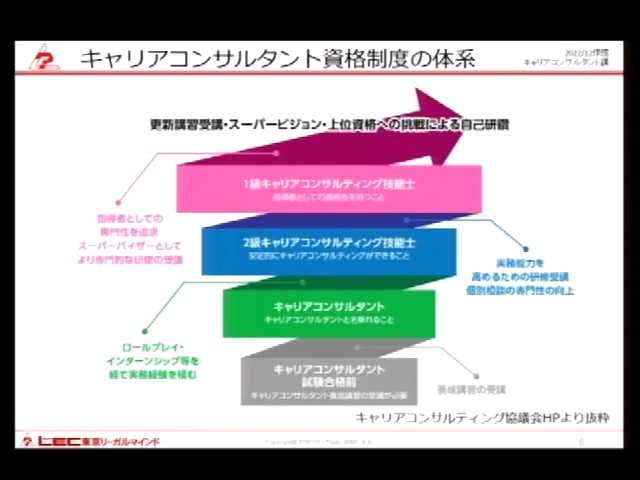 キャリアコンサルタント資格制度の体系
2022/12作成
キャリアコンサルタント課
更新講習受講・スーパービジョン・上位資格への挑戦による自己研鑽
1級キャリアコンサルティング技能士
指導者としての適格性を持つこと
指導者としての
専門性を追求
スーパーバイザーとして
より専門的な研修の受講
2級キャリアコンサルティング技能士
安定的にキャリアコンサルティングができること
実務能力を
高めるための研修受講
個別相談の専門性の向上
キャリアコンサルタント
キャリアコンサルタントと名乗れること
ロールプレイ・
インターンシップ等を
経て実務経験を積む
キャリアコンサルタント
試験合格前
キャリアコンサルタント養成講習の受講が必要
養成講習の受講
キャリアコンサルティング協議会HPより抜粋
LEC東京リーガルマインド
6